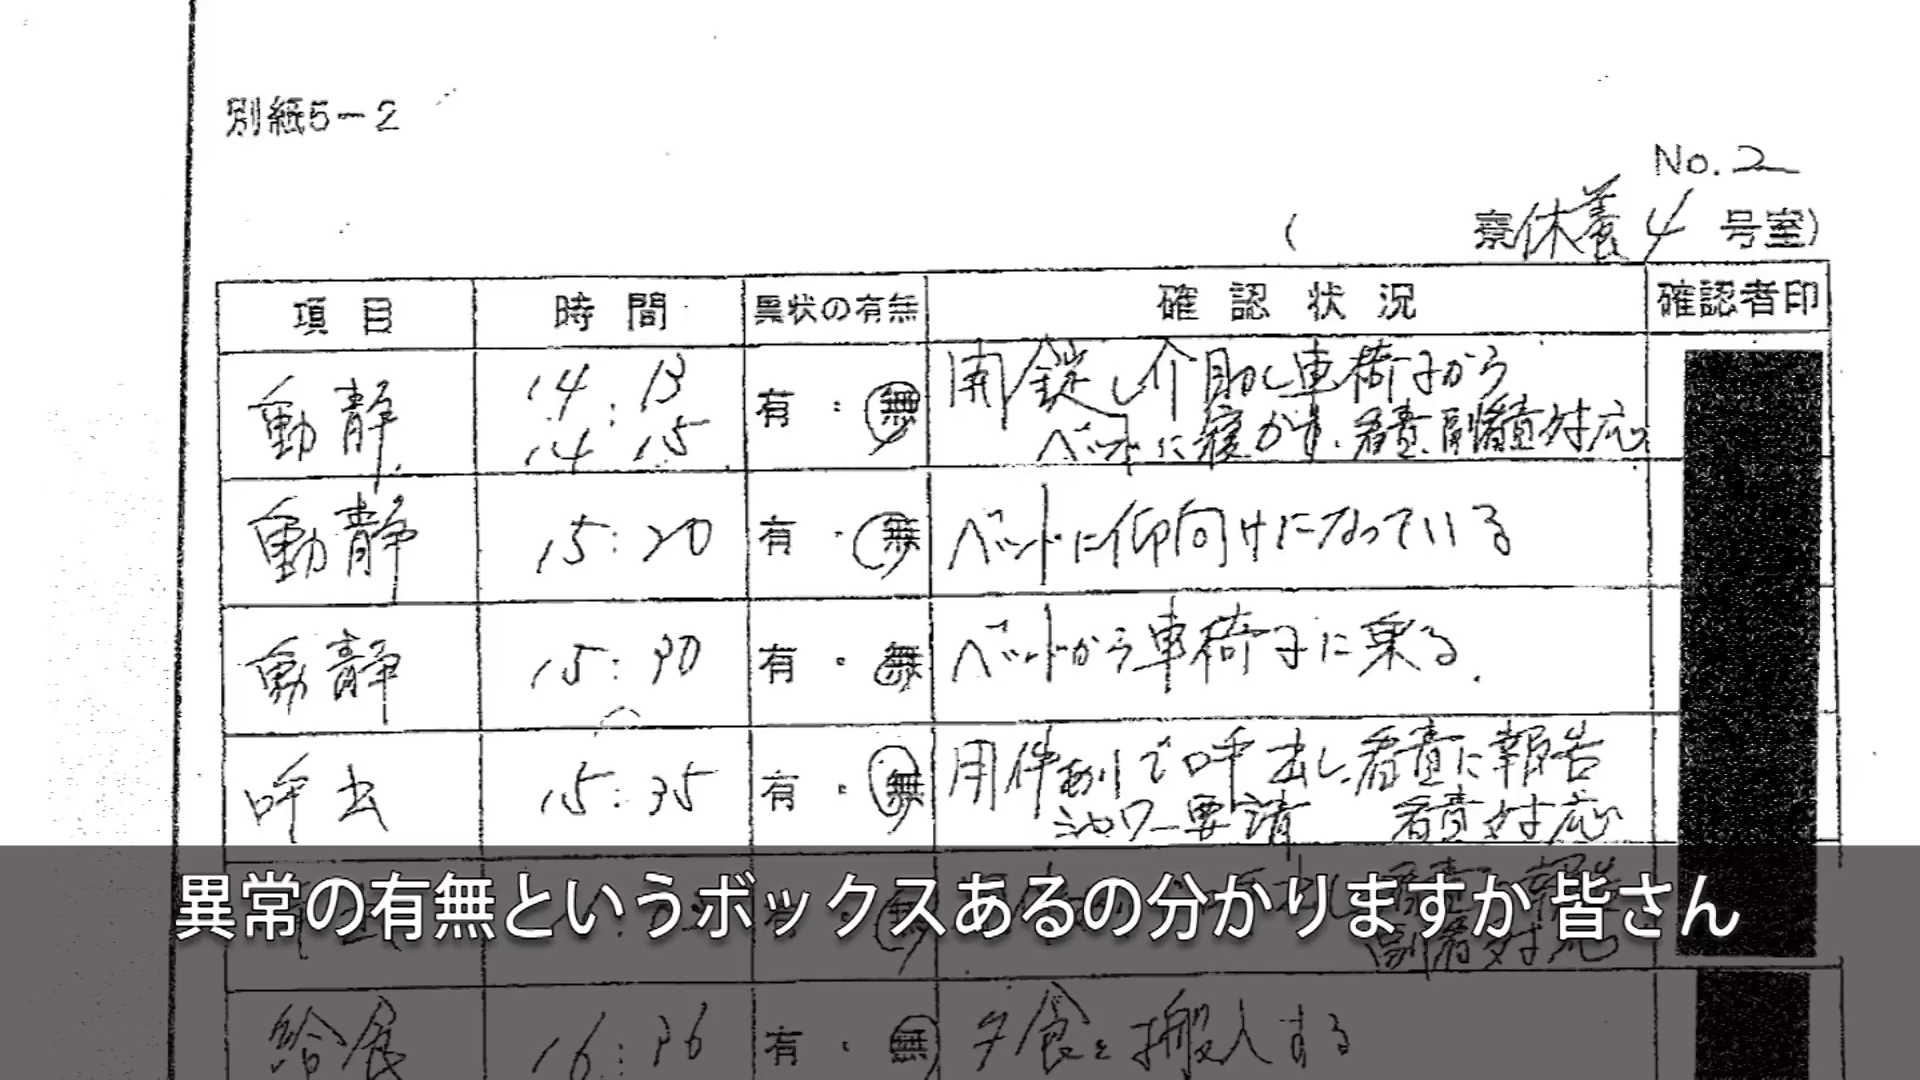 別紙5-2
No.2
( 寮休養4号室)
項目 時間 異状の有無 確認状況 確認者印
動静 14:13 14:15 有・無 開錠し介助し車椅子から
ベットに寝かす、看責、副看責対応
動静 15:20 有・無 ベットに仰向けになっている
動静 15:30 有・無 ベットから車椅子に乗る.
呼出 15:35 有・無 用件ありで呼出し、看責に報告
シャワー要請 看責対応
異常の有無というボックスあるの分かりますか 皆さん
給食 16:36 有・無 夕食を搬入する